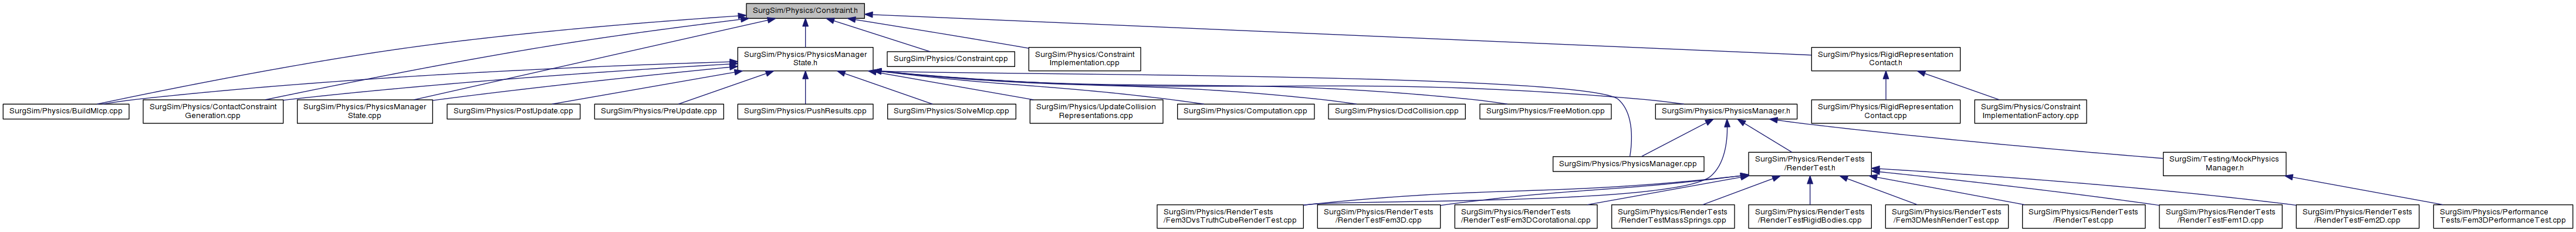 SurgSim/Physics/Constraint.h
SurgSim/Physics/PhysicsManager
State.h
SurgSim/Physics/Constraint.cpp
SurgSim/Physics/Constraint
Implementation.cpp
SurgSim/Physics/RigidRepresentation
Contact.h
SurgSim/Physics/BuildMlcp.cpp
SurgSim/Physics/ContactConstraint
Generation.cpp
SurgSim/Physics/PhysicsManager
State.cpp
SurgSim/Physics/PostUpdate.cpp
SurgSim/Physics/PreUpdate.cpp
SurgSim/Physics/PushResults.cpp
SurgSim/Physics/SolveMlcp.cpp
SurgSim/Physics/UpdateCollision
Representations.cpp
SurgSim/Physics/Computation.cpp
SurgSim/Physics/DcdCollision.cpp
SurgSim/Physics/FreeMotion.cpp
SurgSim/Physics/PhysicsManager.h
SurgSim/Physics/RigidRepresentation
Contact.cpp
SurgSim/Physics/Constraint
ImplementationFactory.cpp
SurgSim/Physics/PhysicsManager.cpp
SurgSim/Physics/RenderTests
/RenderTest.h
SurgSim/Testing/MockPhysics
Manager.h
SurgSim/Physics/RenderTests
/Fem3DvsTruthCubeRenderTest.cpp
SurgSim/Physics/RenderTests
/RenderTestFem3D.cpp
SurgSim/Physics/RenderTests
/RenderTestFem3DCorotational.cpp
SurgSim/Physics/RenderTests
/RenderTestMassSprings.cpp
SurgSim/Physics/RenderTests
/RenderTestRigidBodies.cpp
SurgSim/Physics/RenderTests
/Fem3DMeshRenderTest.cpp
SurgSim/Physics/RenderTests
/RenderTest.cpp
SurgSim/Physics/RenderTests
/RenderTestFem1D.cpp
SurgSim/Physics/RenderTests
/RenderTestFem2D.cpp
SurgSim/Physics/Performance
Tests/Fem3DPerformanceTest.cpp